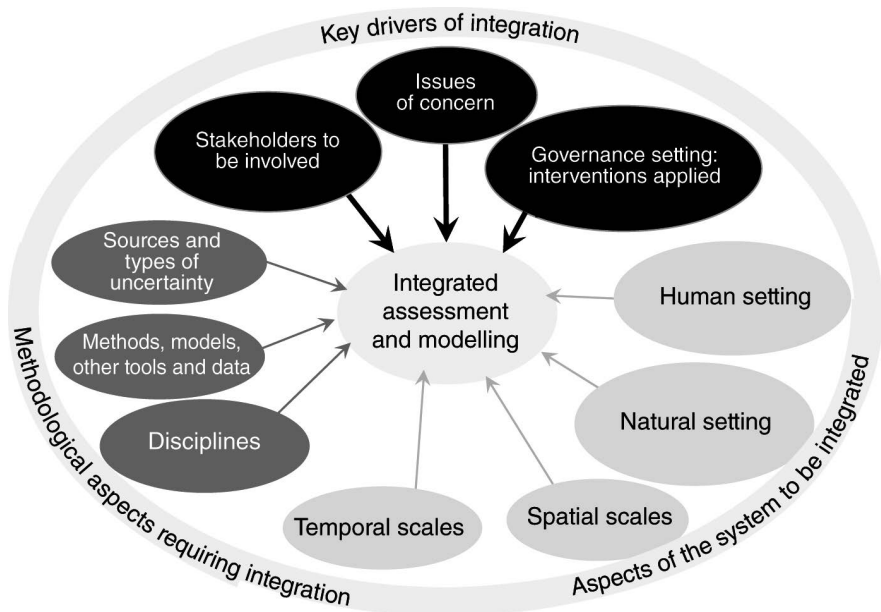 Key drivers of integration
Issues
of concern
Stakeholders to
be involved
Governance setting:
interventions applied
Sources and
types of
uncertainty
Integrated
assessment
and modelling
Human setting
Methods, models,
other tools and data
Natural setting
Disciplines
Temporal scales
Spatial scales
Methodological aspects requiring integration
Aspects of the system to be integrated